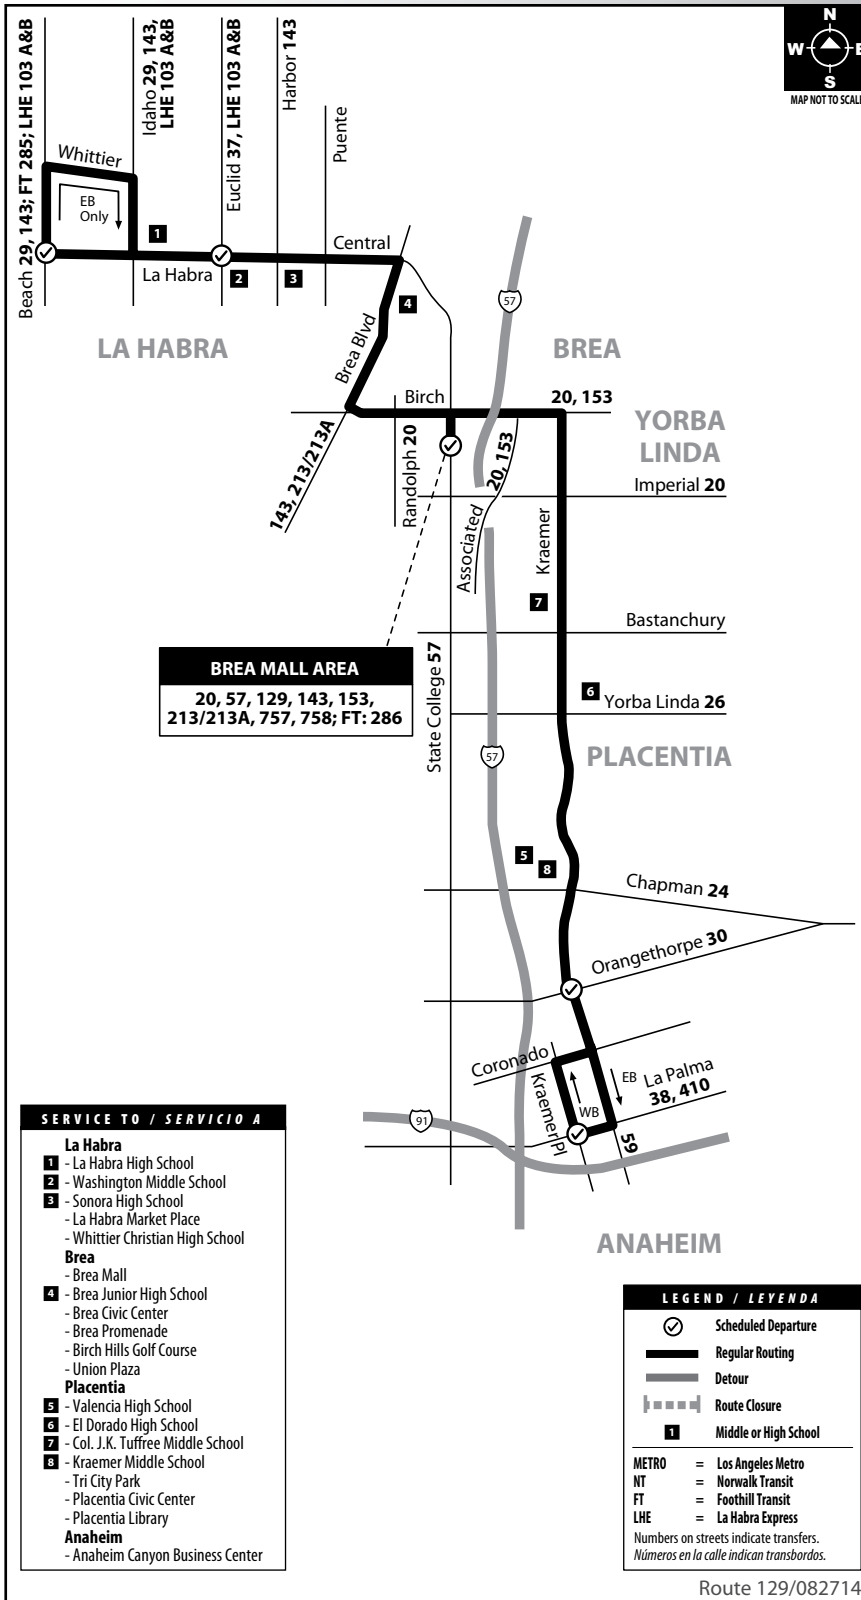 N
W E
S
MAP NOT TO SCALE
Beach 29, 143; FT 285; LHE 103 A&B
Idaho 29, 143,
LHE 103 A&B
Euclid 37, LHE 103 A&B
Harbor 143
Puente
Whittier
EB
Only
1
Central
La Habra
2
3
4
57
LA HABRA
Brea Blvd
BREA
Birch
20, 153
YORBA
LINDA
143, 213/213A
Randolph 20
20, 153
Imperial 20
Associated
Kraemer
7
Bastanchury
BREA MALL AREA
20, 57, 129, 143, 153,
213/213A, 757, 758; FT: 286
State College 57
6
Yorba Linda 26
57
PLACENTIA
5
8
Chapman 24
Orangethorpe 30
Coronado
Kraemer Pl
WB
EB
La Palma
38, 410
59
91
ANAHEIM
SERVICE TO / SERVICIO A
La Habra
1 - La Habra High School
2 - Washington Middle School
3 - Sonora High School
- La Habra Market Place
- Whittier Christian High School
Brea
- Brea Mall
4 - Brea Junior High School
- Brea Civic Center
- Brea Promenade
- Birch Hills Golf Course
- Union Plaza
Placentia
5 - Valencia High School
6 - El Dorado High School
7 - Col. J.K. Tuffree Middle School
8 - Kraemer Middle School
- Tri City Park
- Placentia Civic Center
- Placentia Library
Anaheim
- Anaheim Canyon Business Center
LEGEND / LEYENDA
Scheduled Departure
Regular Routing
Detour
Route Closure
1 Middle or High School
METRO = Los Angeles Metro
NT = Norwalk Transit
FT = Foothill Transit
LHE = La Habra Express
Numbers on streets indicate transfers.
Números en la calle indican transbordos.
Route 129/082714